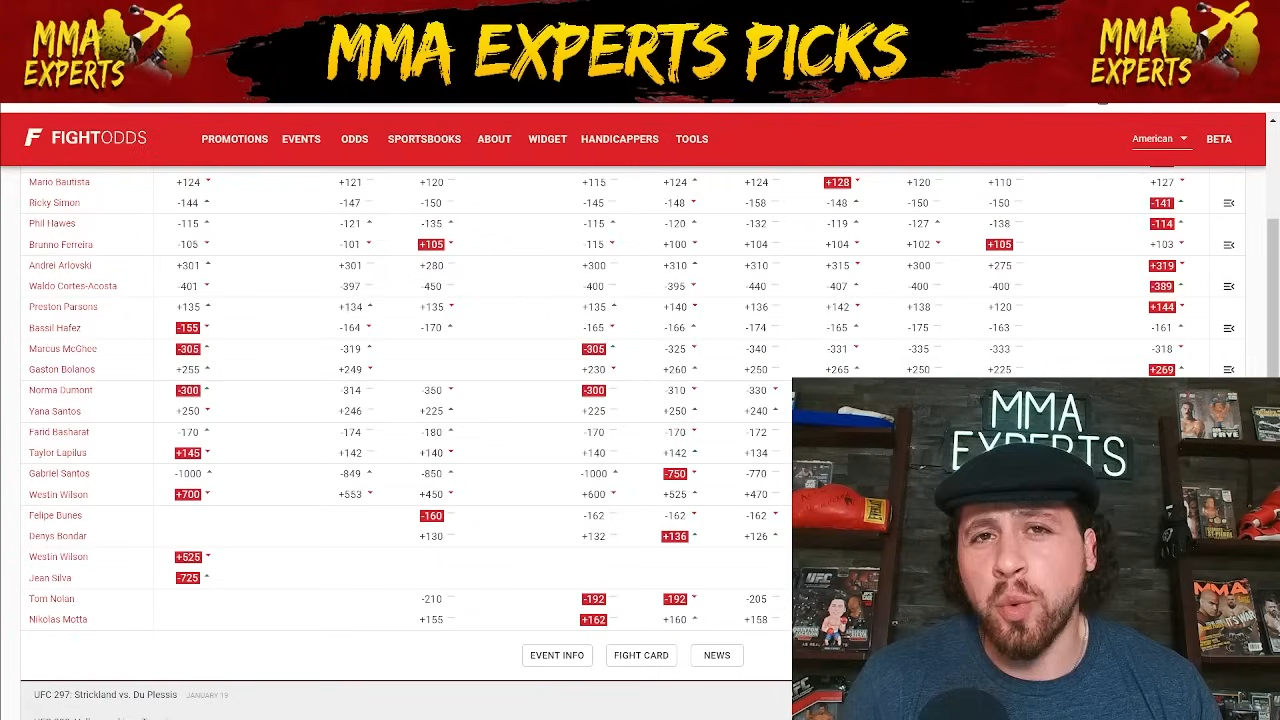 MMA EXPERTS
MMA EXPERTS PICKS
MMA EXPERTS
FIGHTODDS PROMOTIONS EVENTS ODDS SPORTSBOOKS ABOUT WIDGET HANDICAPPERS TOOLS American BETA
Mario Bautista +124 +121 +120 +115 +124 +124 +128 +120 +110 +127
Ricky Simon -144 -147 -150 -145 -148 -158 -148 -150 -150 -141
Phil Hawes -115 -121 -135 -115 -120 -132 -119 -127 -138 -114
Brunno Ferreira -105 -101 +105 -115 +100 +104 +104 +102 +105 +103
Andrei Arlovski +301 +301 +280 +300 +310 +310 +315 +300 +275 +319
Waldo Cortes-Acosta -401 -397 -450 -400 -395 -440 -407 -400 -400 -389
Preston Parsons +135 +134 +135 +135 +140 +136 +142 +138 +120 +144
Bassil Hafez -155 -164 -170 -165 -166 -174 -165 -175 -163 -161
Marcus McGhee -305 -319 -305 -325 -340 -331 -335 -333 -318
Gaston Bolanos +255 +249 +230 +260 +250 +265 +250 +225 +269
Norma Dumont -300 -314 -350 -300 -310 -330
Yana Santos +250 +246 +225 +225 +250 +240
Farid Basharat -170 -174 -180 -170 -170 -172
Taylor Lapilus +145 +142 +140 +140 +142 +134
Gabriel Santos -1000 -849 -850 -1000 -750 -770
Westin Wilson +700 +553 +450 +600 +525 +470
Felipe Bunes -160 -162 -162 -162
Denys Bondar +130 +132 +136 +126
Westin Wilson +525
Jean Silva -725
Tom Nolan -210 -192 -192 -205
Nikolas Motta +155 +162 +160 +158
EVENT INFO FIGHT CARD NEWS
UFC 297: Strickland vs. Du Plessis JANUARY 19
MMA
EXPERTS
UFC